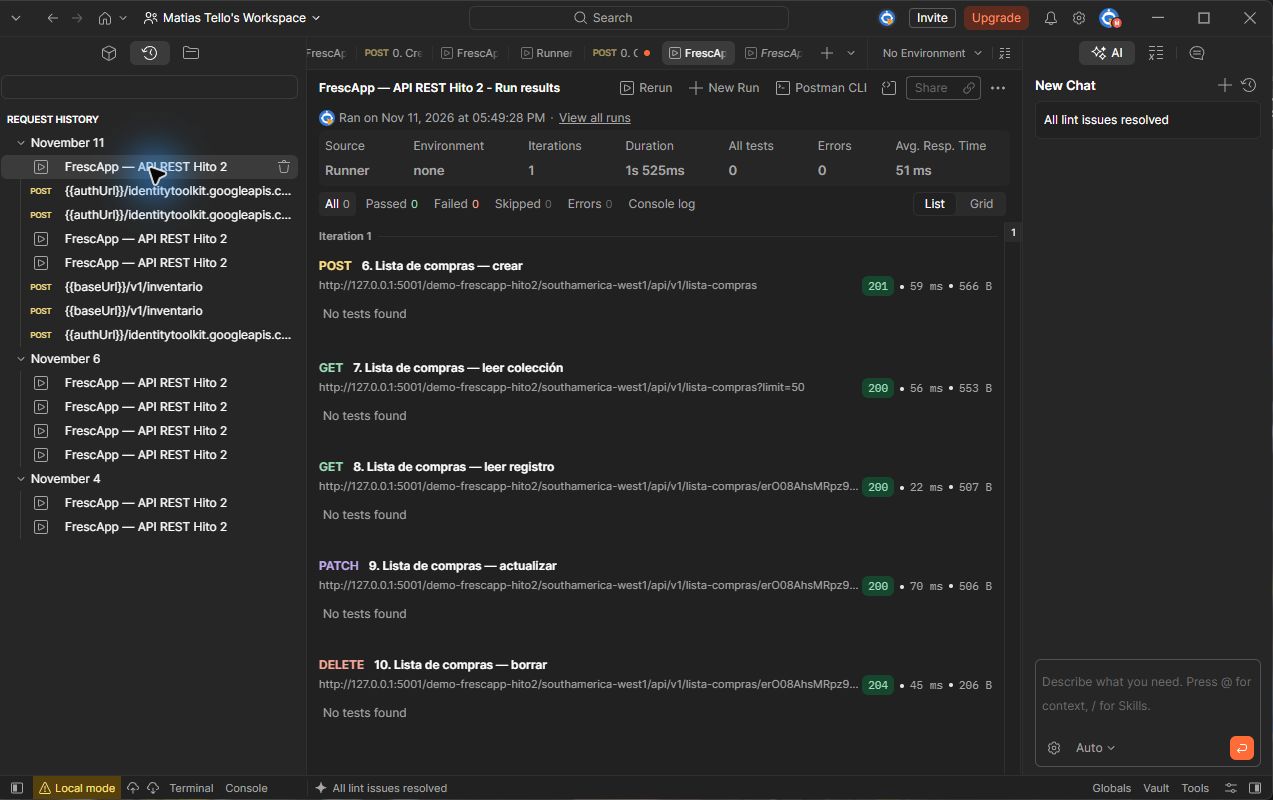 Matias Tello's Workspace
Search
Invite
Upgrade
FrescAp
POST 0. Cre
FrescAp
Runner
POST 0. C
FrescAp
FrescAp
No Environment
AI
FrescApp — API REST Hito 2 - Run results
Rerun
New Run
Postman CLI
Share
Ran on Nov 11, 2026 at 05:49:28 PM · View all runs
Source Environment Iterations Duration All tests Errors Avg. Resp. Time
Runner none 1 1s 525ms 0 0 51 ms
All 0 Passed 0 Failed 0 Skipped 0 Errors 0 Console log List Grid
Iteration 1
1
POST 6. Lista de compras — crear
http://127.0.0.1:5001/demo-frescapp-hito2/southamerica-west1/api/v1/lista-compras
201 • 59 ms • 566 B
No tests found
GET 7. Lista de compras — leer colección
http://127.0.0.1:5001/demo-frescapp-hito2/southamerica-west1/api/v1/lista-compras?limit=50
200 • 56 ms • 553 B
No tests found
GET 8. Lista de compras — leer registro
http://127.0.0.1:5001/demo-frescapp-hito2/southamerica-west1/api/v1/lista-compras/erO08AhsMRpz9...
200 • 22 ms • 507 B
No tests found
PATCH 9. Lista de compras — actualizar
http://127.0.0.1:5001/demo-frescapp-hito2/southamerica-west1/api/v1/lista-compras/erO08AhsMRpz9...
200 • 70 ms • 506 B
No tests found
DELETE 10. Lista de compras — borrar
http://127.0.0.1:5001/demo-frescapp-hito2/southamerica-west1/api/v1/lista-compras/erO08AhsMRpz9...
204 • 45 ms • 206 B
No tests found
REQUEST HISTORY
November 11
FrescApp — API REST Hito 2
POST {{authUrl}}/identitytoolkit.googleapis.c...
POST {{authUrl}}/identitytoolkit.googleapis.c...
FrescApp — API REST Hito 2
FrescApp — API REST Hito 2
POST {{baseUrl}}/v1/inventario
POST {{baseUrl}}/v1/inventario
POST {{authUrl}}/identitytoolkit.googleapis.c...
November 6
FrescApp — API REST Hito 2
FrescApp — API REST Hito 2
FrescApp — API REST Hito 2
FrescApp — API REST Hito 2
November 4
FrescApp — API REST Hito 2
FrescApp — API REST Hito 2
New Chat
All lint issues resolved
Describe what you need. Press @ for
context, / for Skills.
Auto
Local mode
Terminal
Console
All lint issues resolved
Globals
Vault
Tools